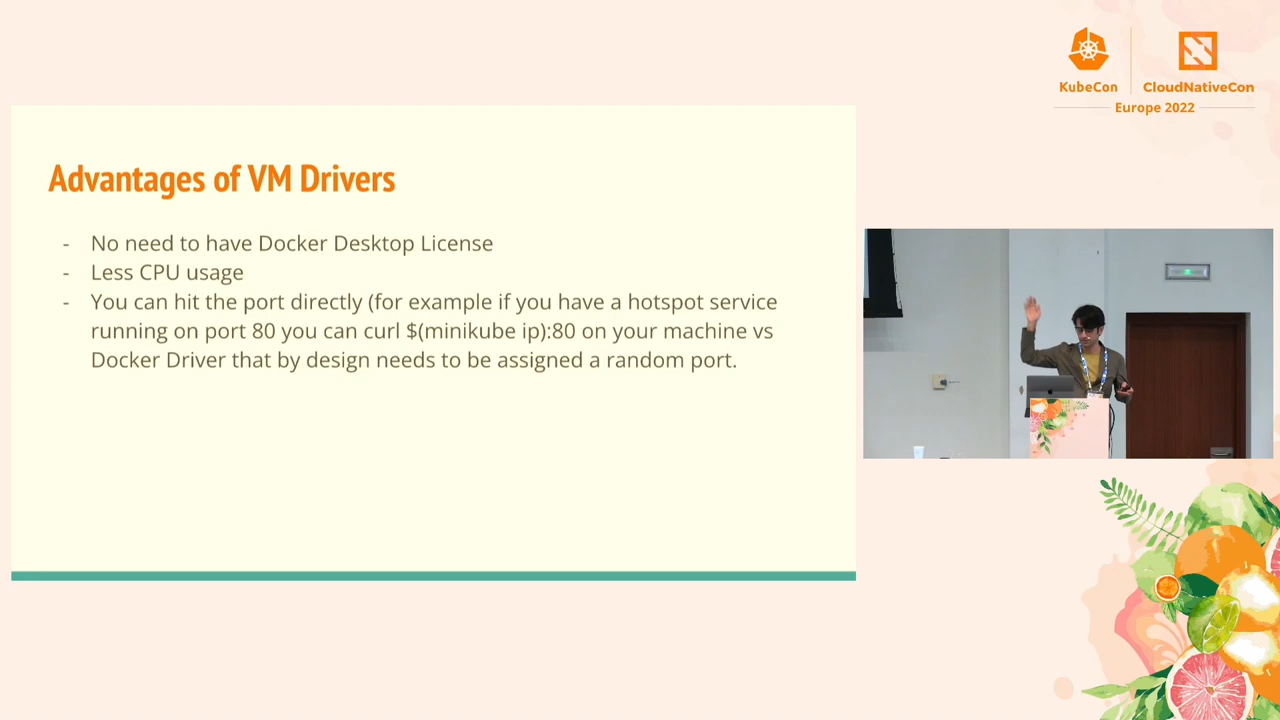 KubeCon
CloudNativeCon
Europe 2022
Advantages of VM Drivers
- No need to have Docker Desktop License
- Less CPU usage
- You can hit the port directly (for example if you have a hotspot service
running on port 80 you can curl $(minikube ip):80 on your machine vs
Docker Driver that by design needs to be assigned a random port.